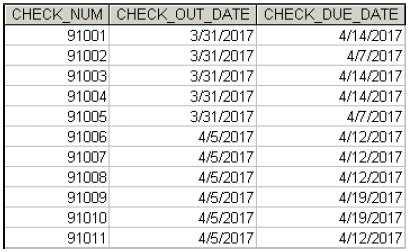 CHECK_NUM CHECK_OUT_DATE CHECK_DUE_DATE
91001 3/31/2017 4/14/2017
91002 3/31/2017 4/7/2017
91003 3/31/2017 4/14/2017
91004 3/31/2017 4/14/2017
91005 3/31/2017 4/7/2017
91006 4/5/2017 4/12/2017
91007 4/5/2017 4/12/2017
91008 4/5/2017 4/12/2017
91009 4/5/2017 4/19/2017
91010 4/5/2017 4/19/2017
91011 4/5/2017 4/12/2017